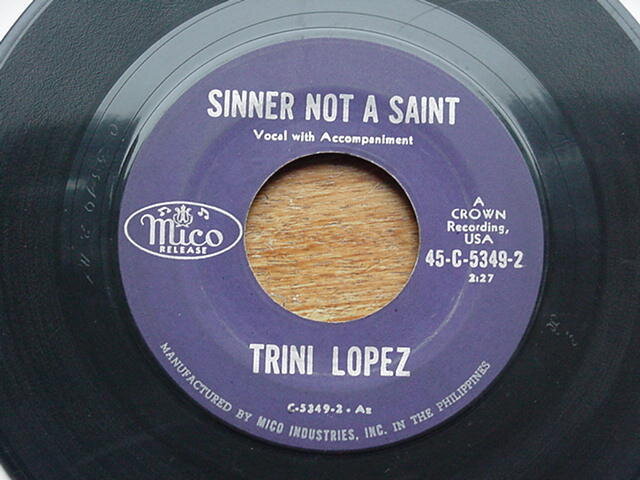 SINNER NOT A SAINT
Vocal with Accompaniment
Mico
RELEASE
A
CROWN
Recording,
USA
45-C-5349-2
2:27
TRINI LOPEZ
C-5349-2 • Az
MANUFACTURED BY MICO INDUSTRIES, INC. IN THE PHILIPPINES